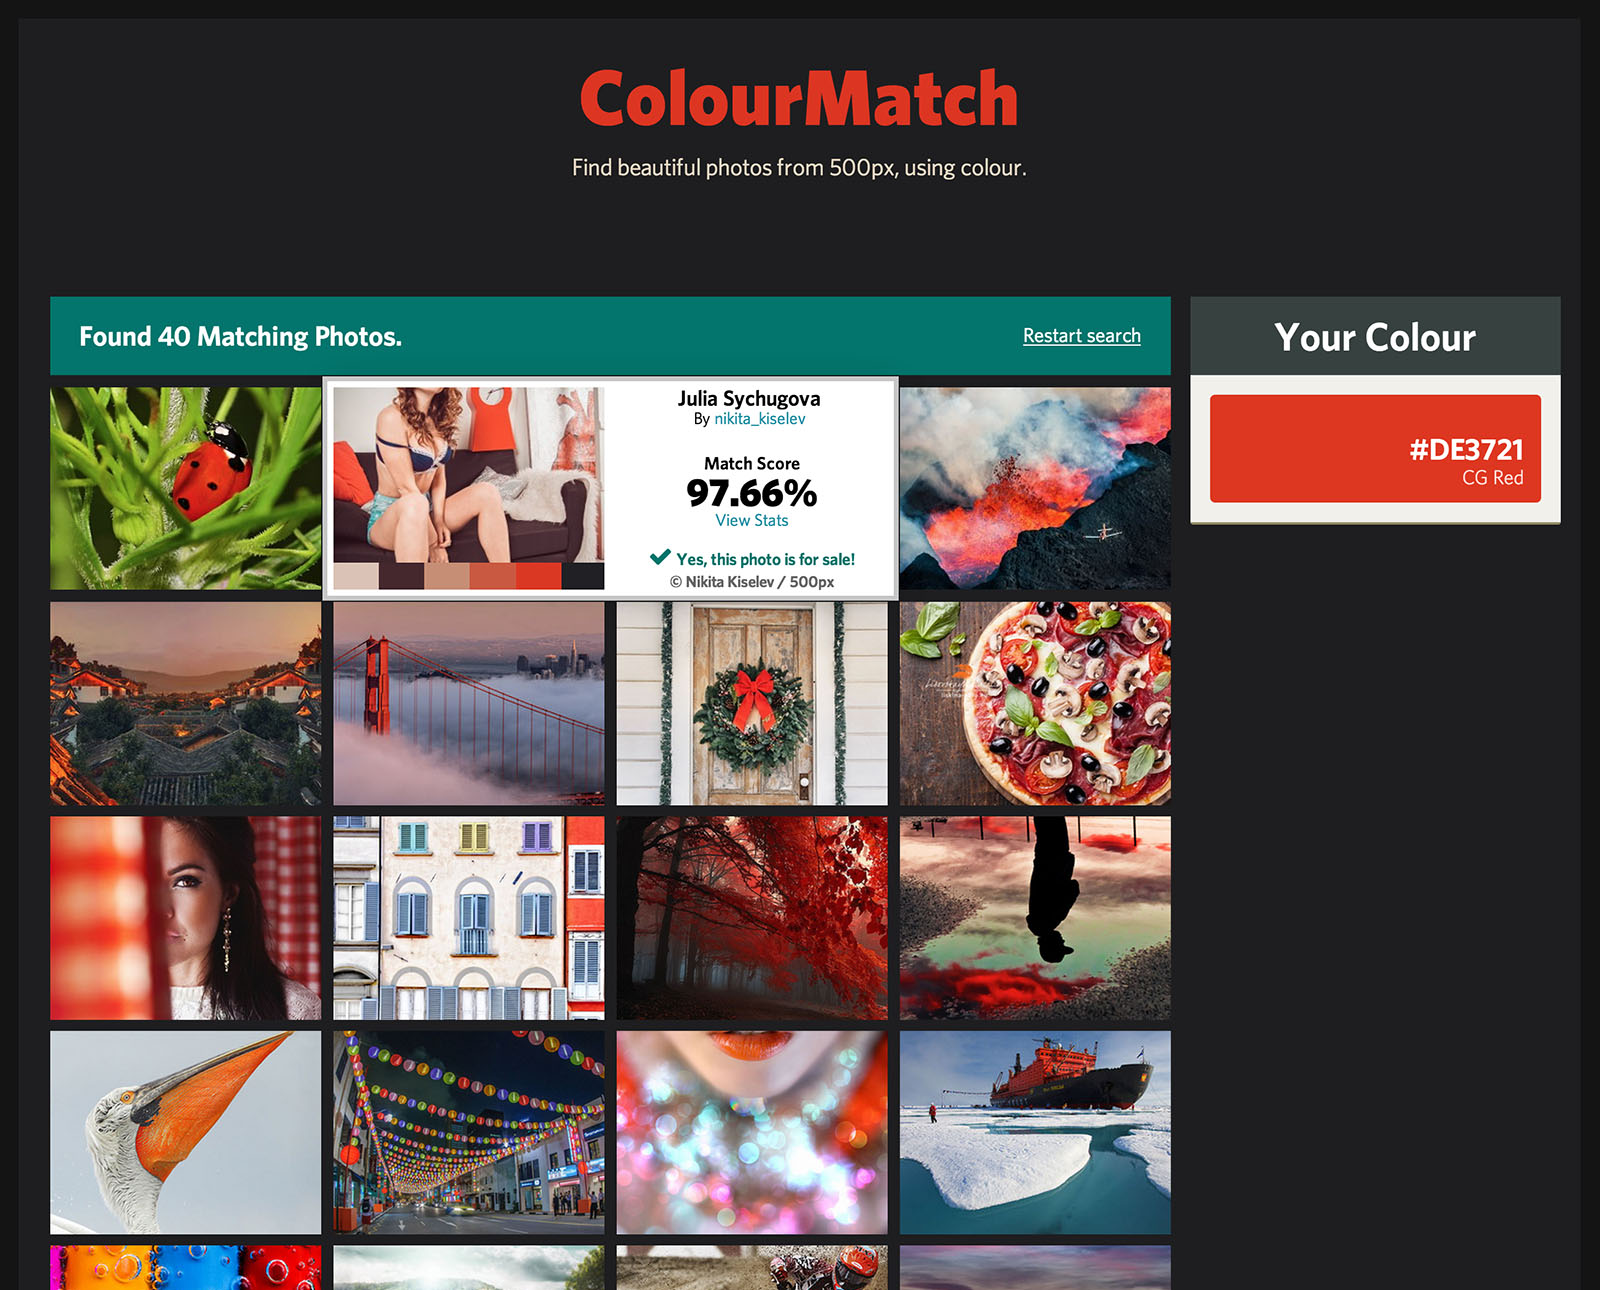 ColourMatch
Find beautiful photos from 500px, using colour.
Found 40 Matching Photos.
Restart search
Your Colour
#DE3721
CG Red
Julia Sychugova
By nikita_kiselev
Match Score
97.66%
View Stats
Yes, this photo is for sale!
© Nikita Kiselev / 500px